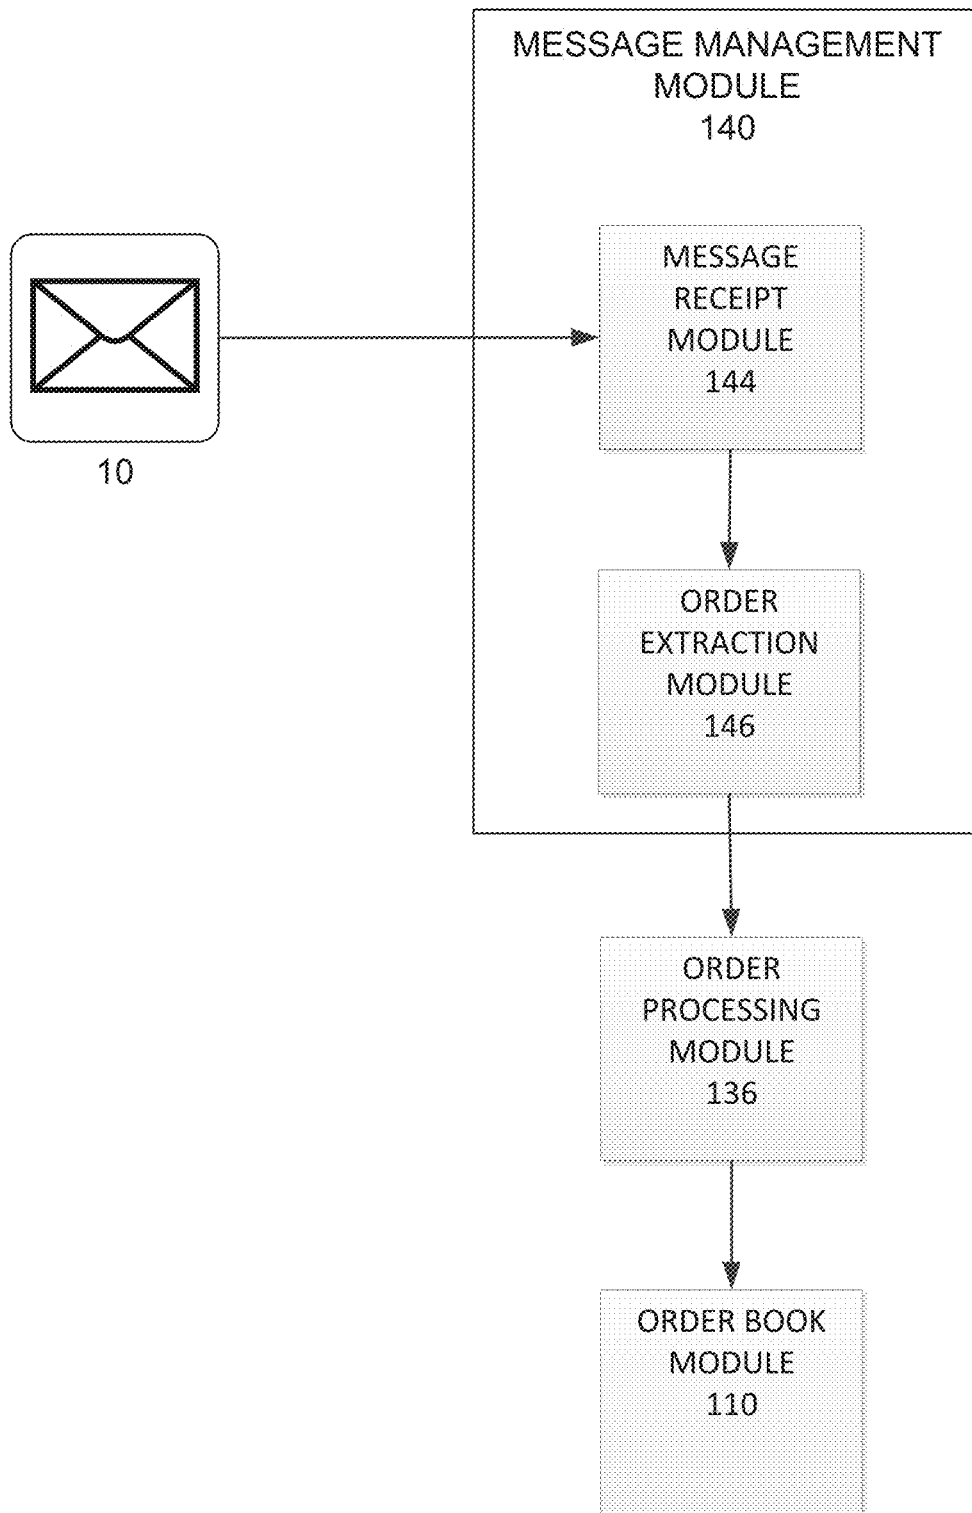 MESSAGE MANAGEMENT
MODULE
140
MESSAGE
RECEIPT
MODULE
144
10
ORDER
EXTRACTION
MODULE
146
ORDER
PROCESSING
MODULE
136
ORDER BOOK
MODULE
110